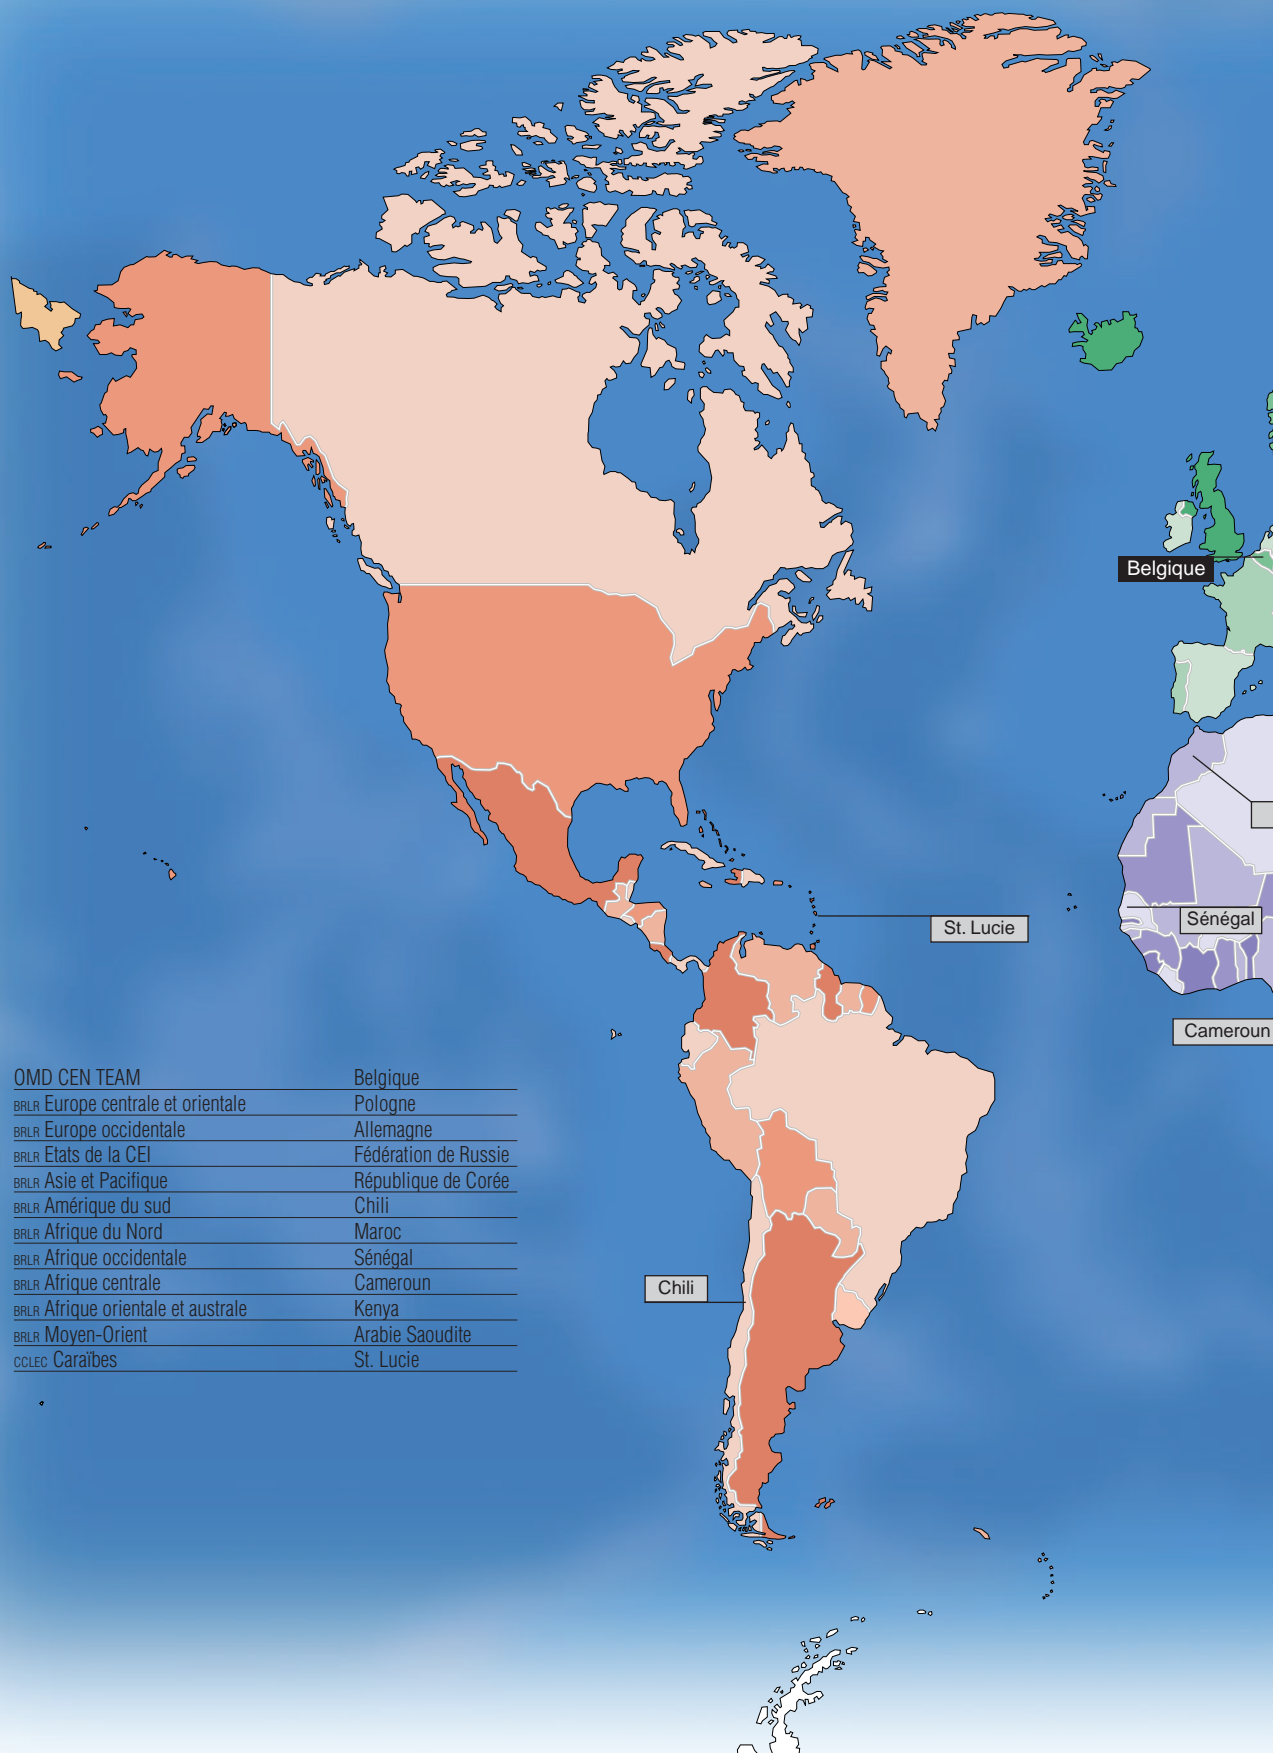 Belgique
Sénégal
St. Lucie
Cameroun
OMD CEN TEAM Belgique
BRLR Europe centrale et orientale Pologne
BRLR Europe occidentale Allemagne
BRLR Etats de la CEI Fédération de Russie
BRLR Asie et Pacifique République de Corée
BRLR Amérique du sud Chili
BRLR Afrique du Nord Maroc
BRLR Afrique occidentale Sénégal
BRLR Afrique centrale Cameroun
BRLR Afrique orientale et australe Kenya
BRLR Moyen-Orient Arabie Saoudite
CCLEC Caraïbes St. Lucie
Chili